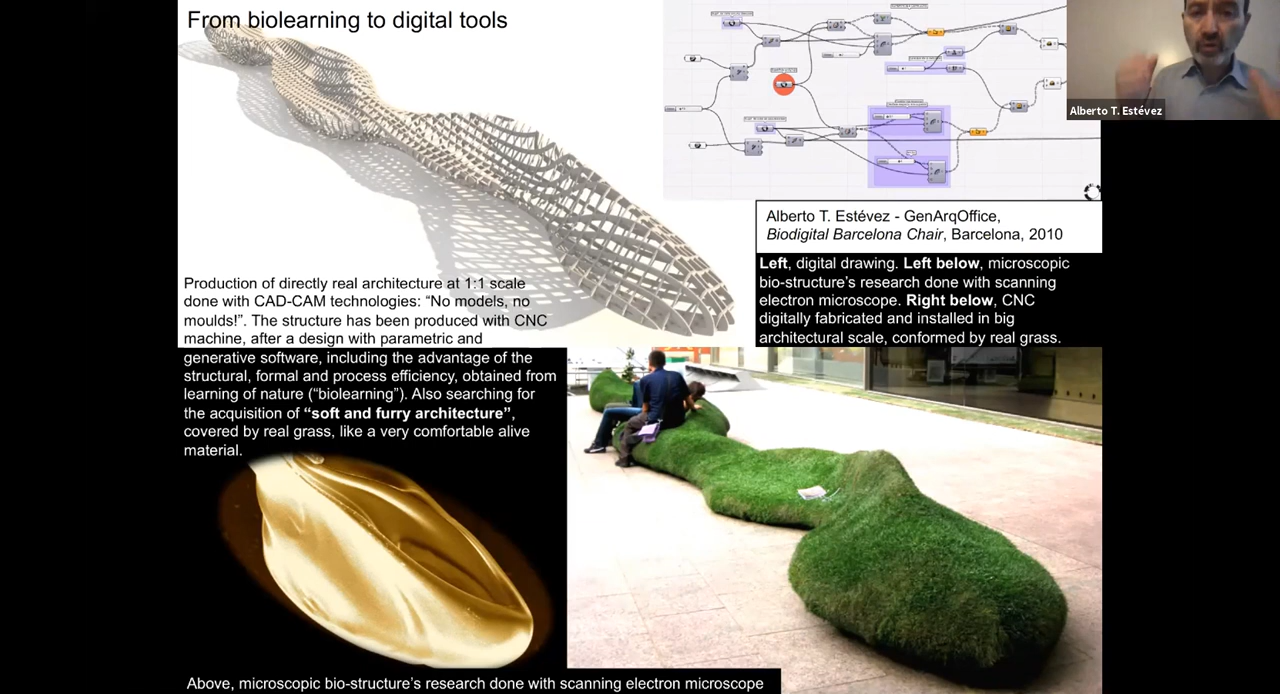 From biolearning to digital tools
Alberto T. Estévez
Alberto T. Estévez - GenArqOffice,
Biodigital Barcelona Chair, Barcelona, 2010
Left, digital drawing. Left below, microscopic
bio-structure’s research done with scanning
electron microscope. Right below, CNC
digitally fabricated and installed in big
architectural scale, conformed by real grass.
Production of directly real architecture at 1:1 scale
done with CAD-CAM technologies: “No models, no
moulds!”. The structure has been produced with CNC
machine, after a design with parametric and
generative software, including the advantage of the
structural, formal and process efficiency, obtained from
learning of nature (“biolearning”). Also searching for
the acquisition of “soft and furry architecture”,
covered by real grass, like a very comfortable alive
material.
Above, microscopic bio-structure’s research done with scanning electron microscope